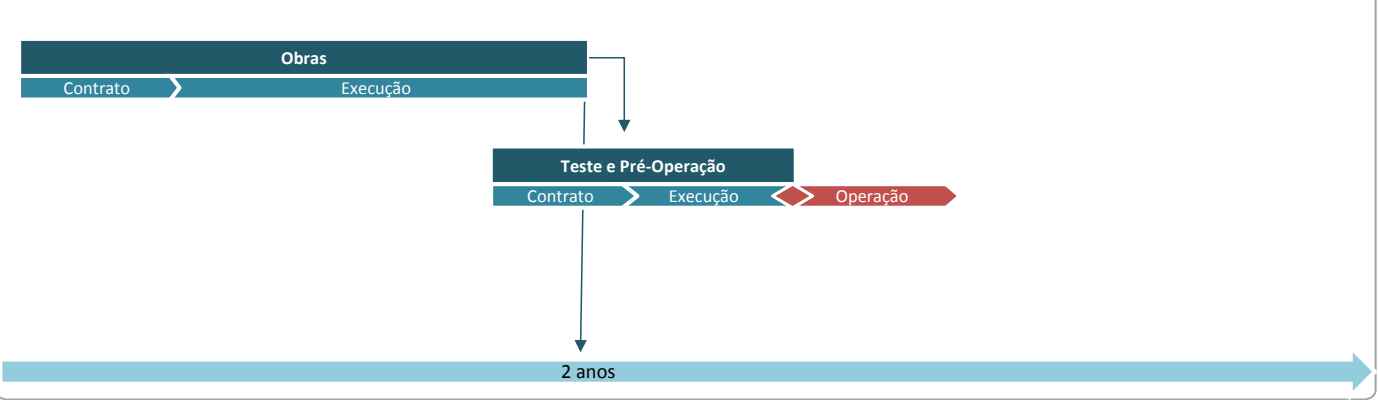 Obras
Contrato Execução
Teste e Pré-Operação
Contrato Execução Operação
2 anos